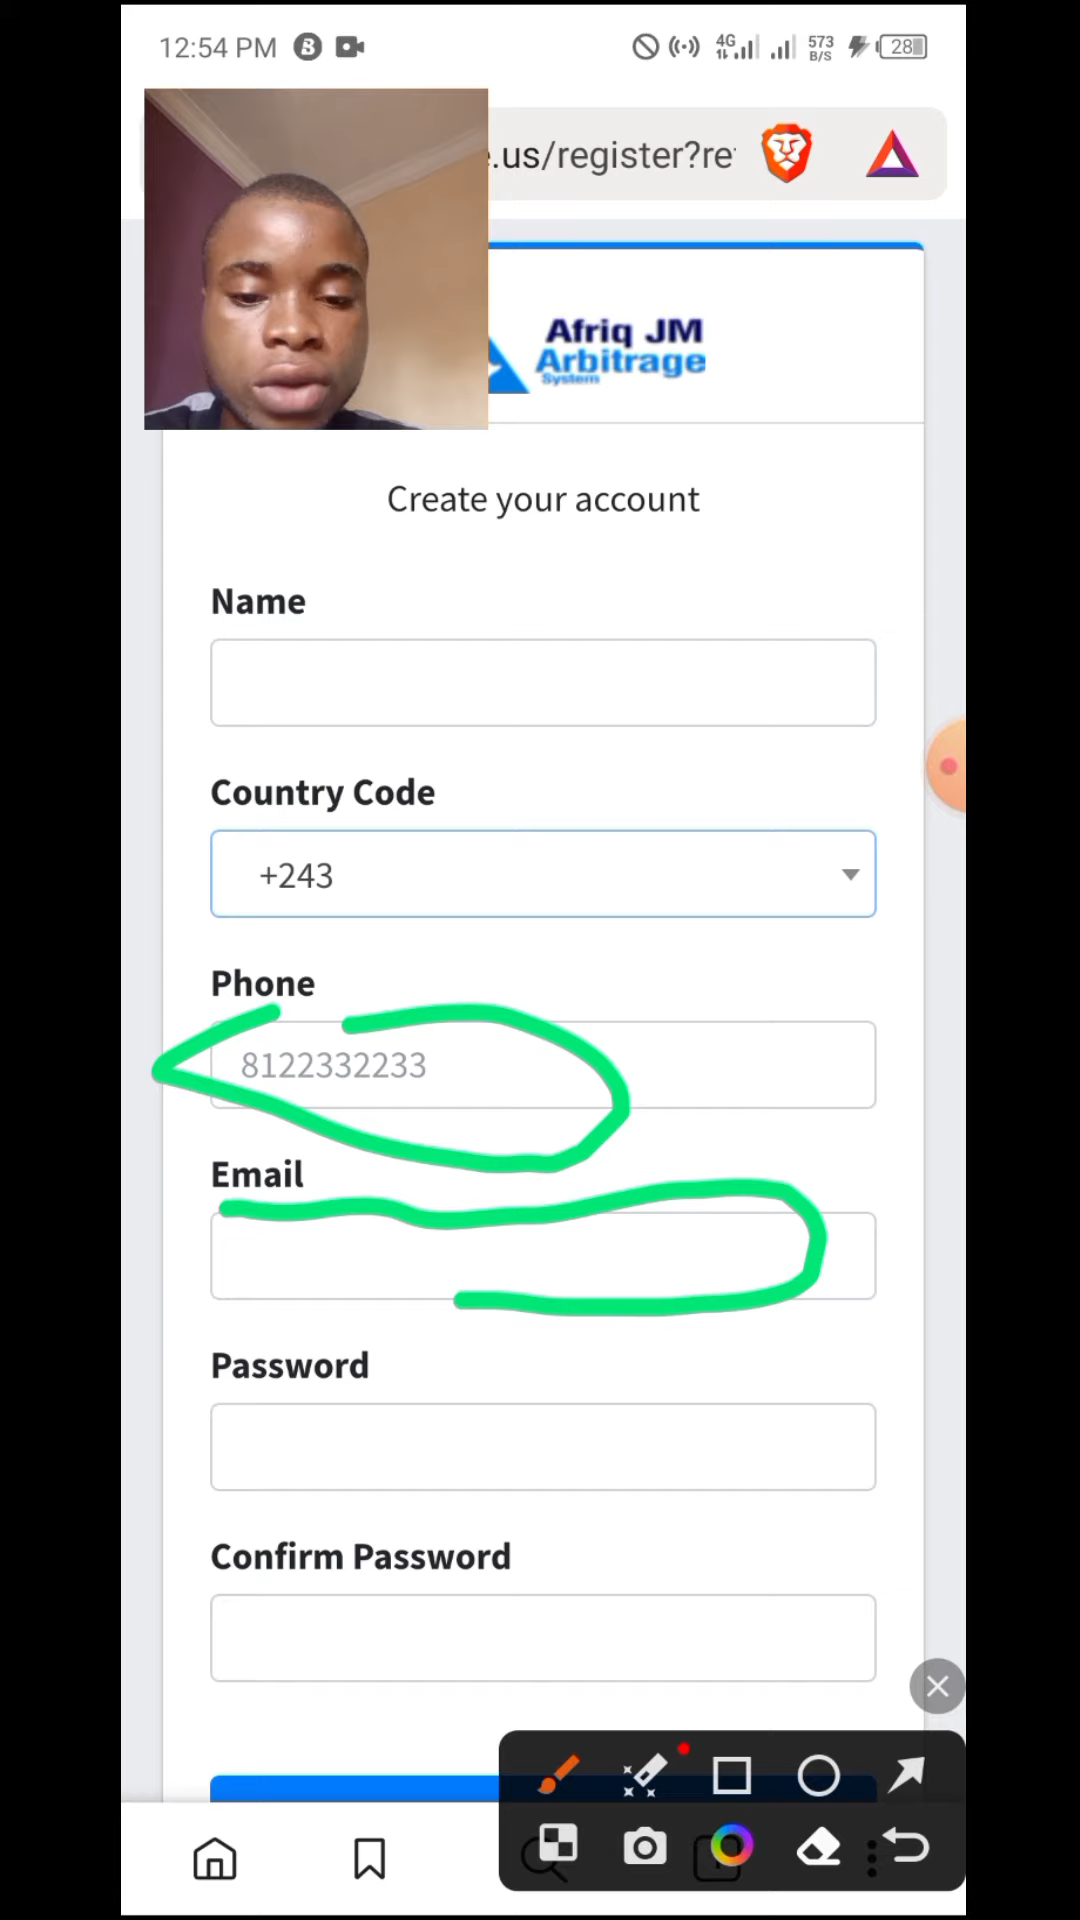 12:54 PM
4G
573
B/S
28
.us/register?re
Afriq JM
Arbitrage
System
Create your account
Name
Country Code
+243
Phone
8122332233
Email
Password
Confirm Password